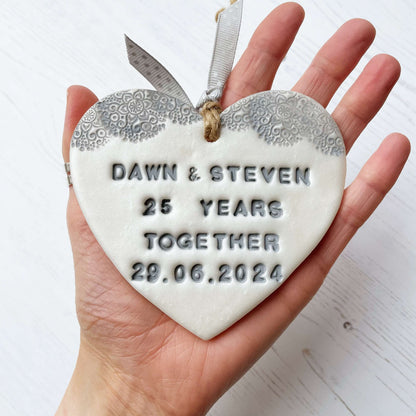 DAWN & STEVEN
25 YEARS
TOGETHER
29.06.2024